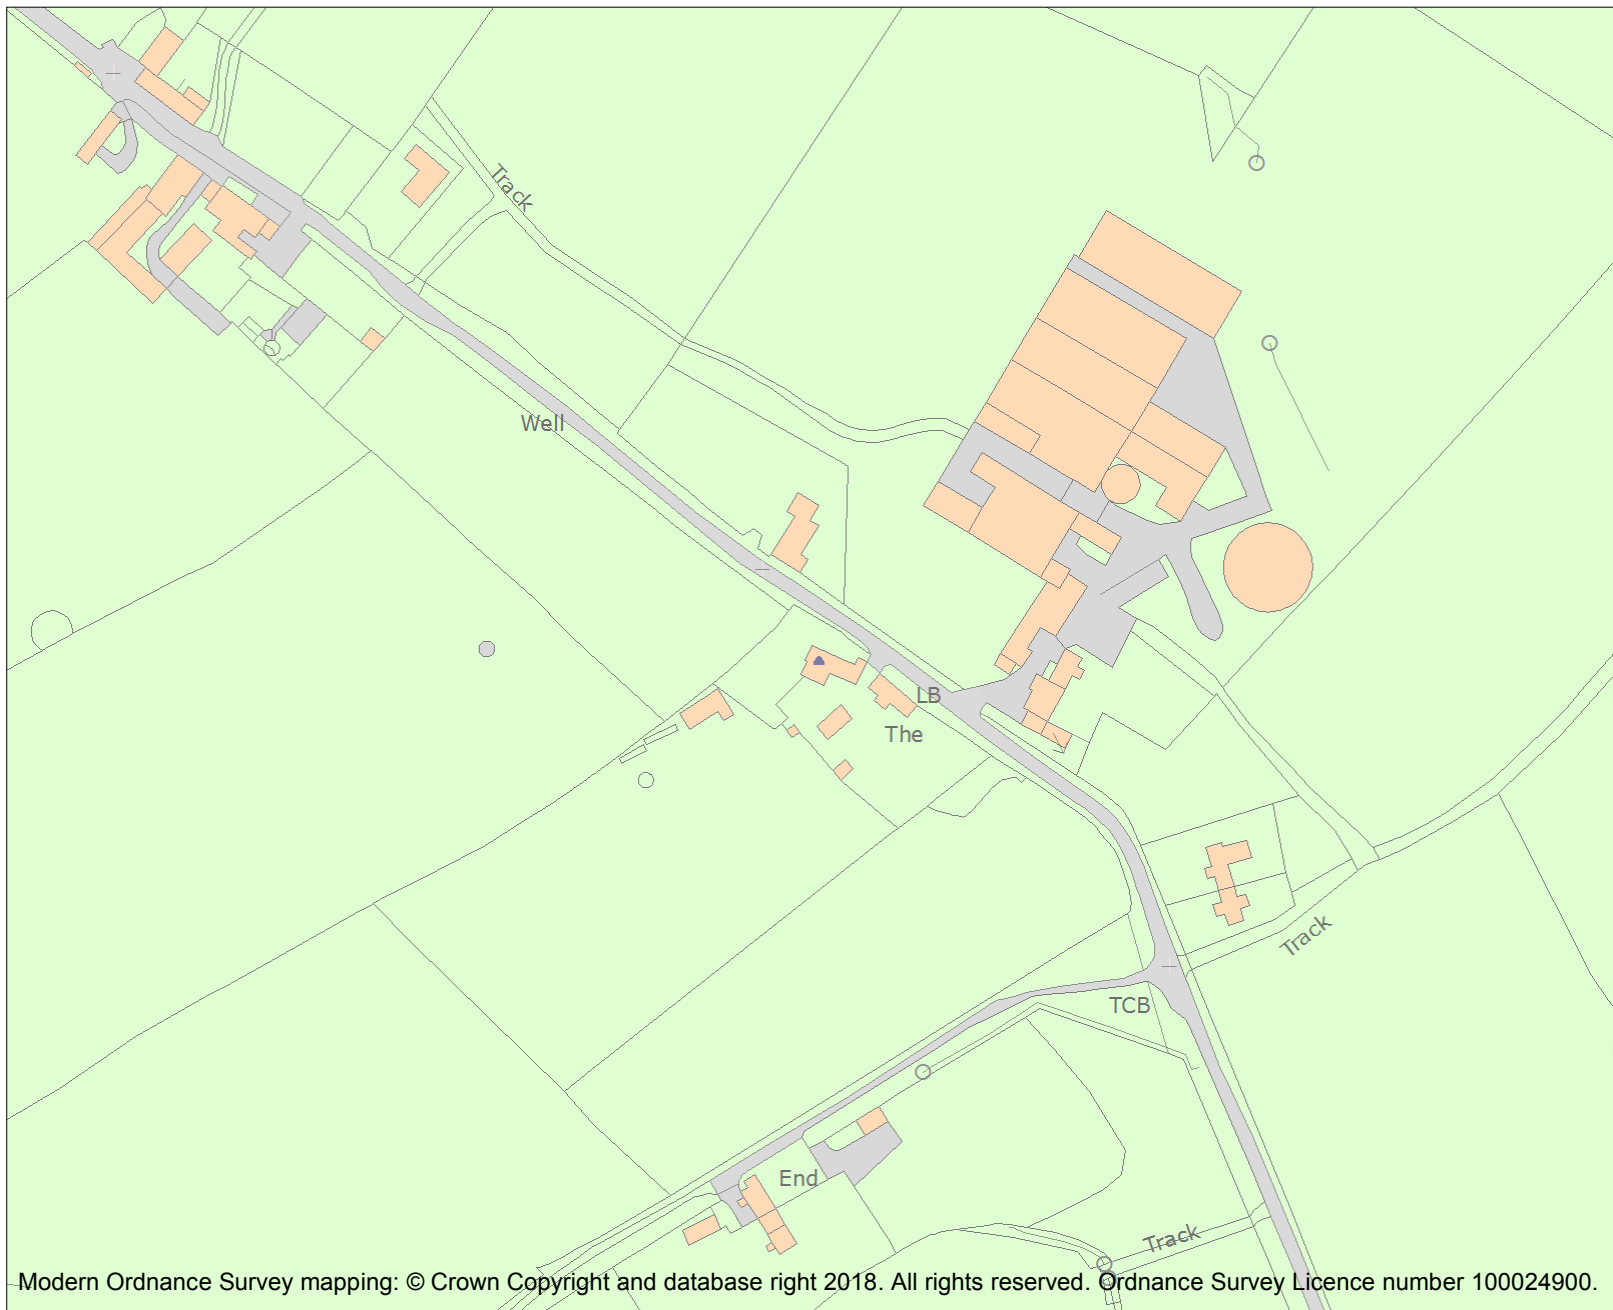 Track
Well
LB
The
Track
TCB
End
Track
Modern Ordnance Survey mapping: © Crown Copyright and database right 2018. All rights reserved. Ordnance Survey Licence number 100024900.